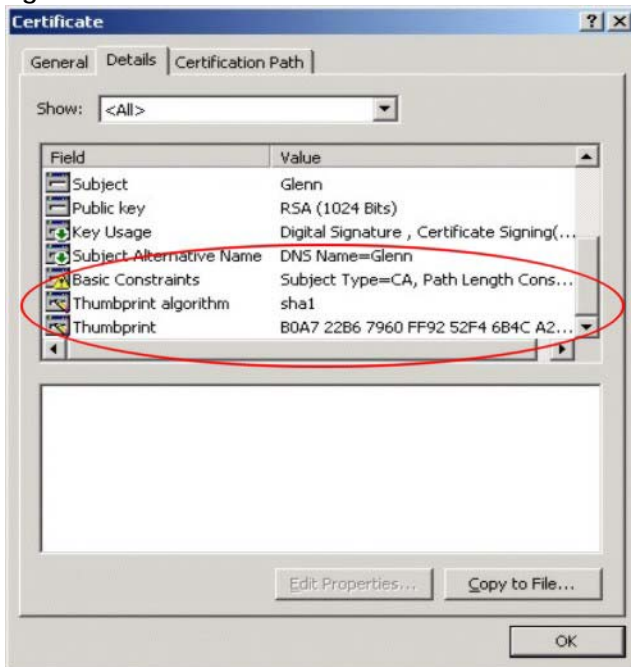 Certificate
General Details Certification Path
Show: <All>
Field Value
Subject Glenn
Public key RSA (1024 Bits)
Key Usage Digital Signature , Certificate Signing(...
Subject Alternative Name DNS Name=Glenn
Basic Constraints Subject Type=CA, Path Length Cons...
Thumbprint algorithm sha1
Thumbprint B0A7 22B6 7960 FF92 52F4 6B4C A2...
Edit Properties... Copy to File...
OK